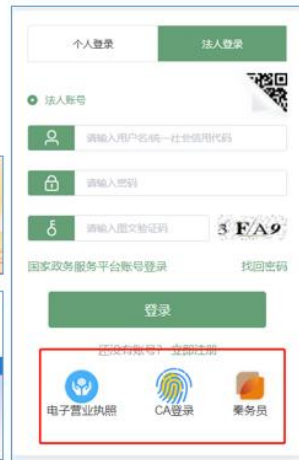 个人登录 法人登录
法人账号
请输入用户名/统一社会信用代码
请输入密码
请输入图文验证码 3 FA9
国家政务服务平台账号登录 找回密码
登录
还没有账号? 立即注册
电子营业执照 CA登录 秦务员